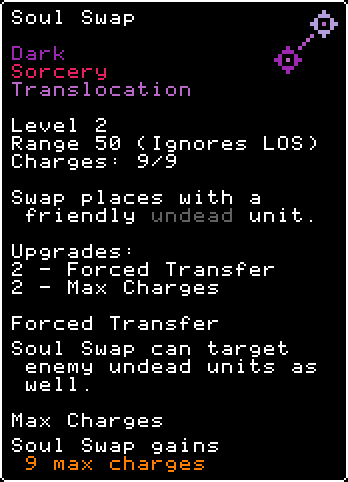 Soul Swap
Dark
Sorcery
Translocation
Level 2
Range 50 (Ignores LOS)
Charges: 9/9
Swap places with a
friendly undead unit.
Upgrades:
2 - Forced Transfer
2 - Max Charges
Forced Transfer
Soul Swap can target
enemy undead units as
well.
Max Charges
Soul Swap gains
9 max charges